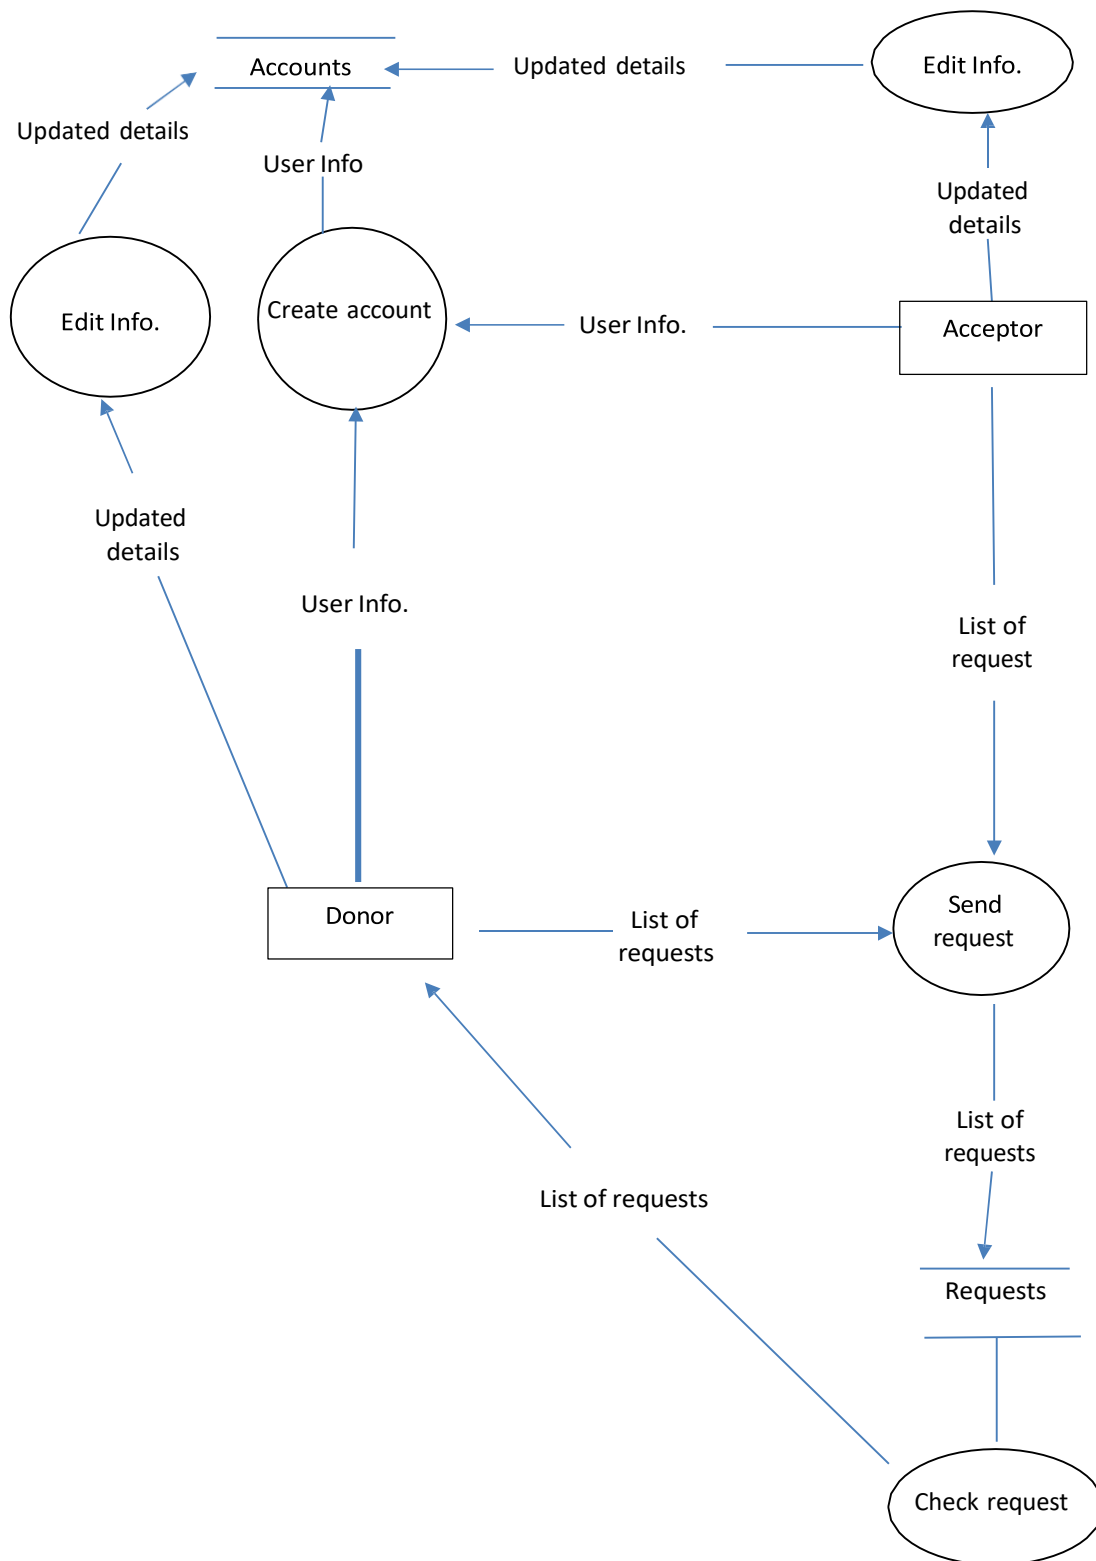 Accounts
Updated details
Edit Info.
Updated details
User Info
Updated
details
Edit Info.
Create account
User Info.
Acceptor
Updated
details
User Info.
List of
request
Donor
List of
requests
Send
request
List of
requests
List of requests
Requests
Check request